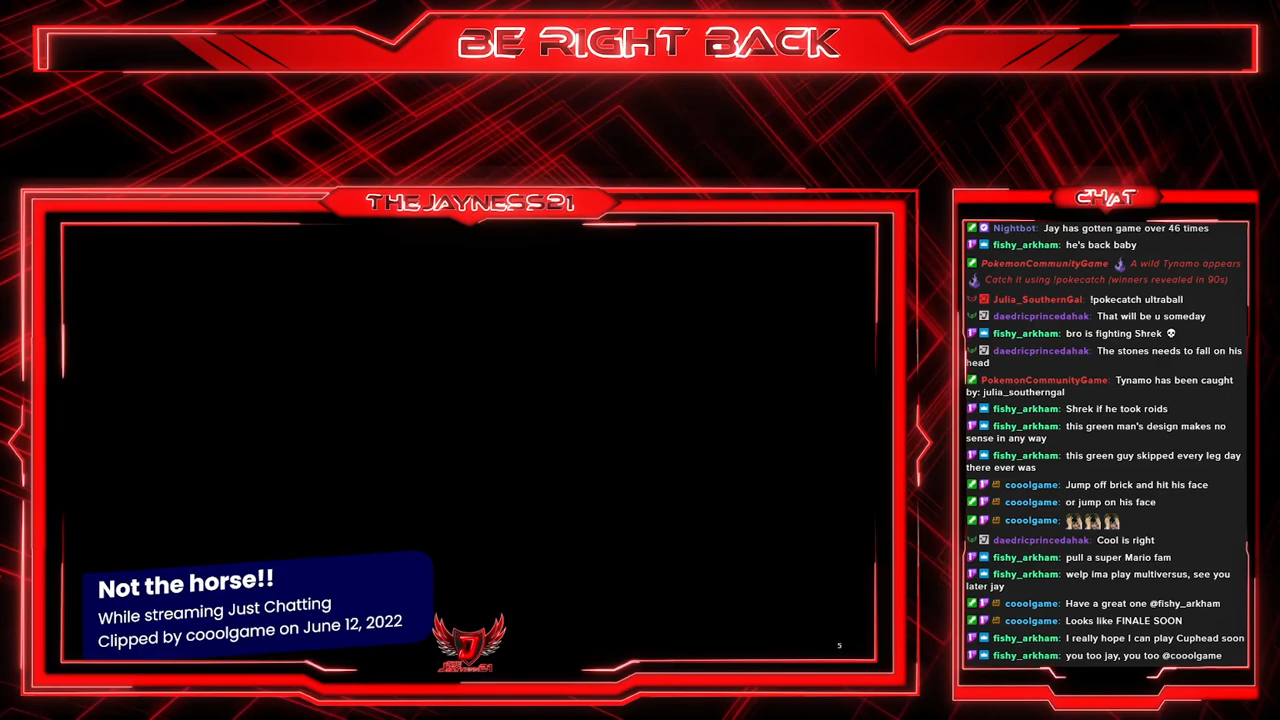 BE RIGHT BACK
THEJAYNESS21
CHAT
Nightbot: Jay has gotten game over 46 times
fishy_arkham: he's back baby
PokemonCommunityGame A wild Tynamo appears
Catch it using !pokecatch (winners revealed in 90s)
Julia_SouthernGal: !pokecatch ultraball
daedricprincedahak: That will be u someday
fishy_arkham: bro is fighting Shrek 💀
daedricprincedahak: The stones needs to fall on his
head
PokemonCommunityGame: Tynamo has been caught
by: julia_southerngal
fishy_arkham: Shrek if he took roids
fishy_arkham: this green man's design makes no
sense in any way
fishy_arkham: this green guy skipped every leg day
there ever was
cooolgame: Jump off brick and hit his face
cooolgame: or jump on his face
cooolgame:
daedricprincedahak: Cool is right
fishy_arkham: pull a super Mario fam
fishy_arkham: welp ima play multiversus, see you
later jay
cooolgame: Have a great one @fishy_arkham
cooolgame: Looks like FINALE SOON
fishy_arkham: I really hope I can play Cuphead soon
fishy_arkham: you too jay, you too @cooolgame
Not the horse!!
While streaming Just Chatting
Clipped by cooolgame on June 12, 2022
5